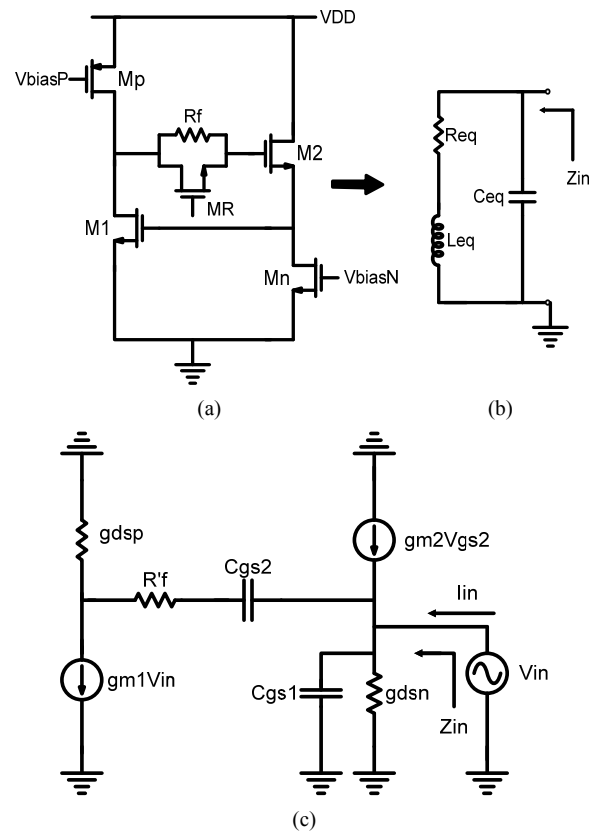 VDD
VbiasP
Mp
Rf
M2
MR
M1
Mn
VbiasN
Req
Ceq
Leq
Zin
(a)
(b)
gdsp
gm2Vgs2
R'f
Cgs2
Iin
gm1Vin
Cgs1
gdsn
Vin
Zin
(c)